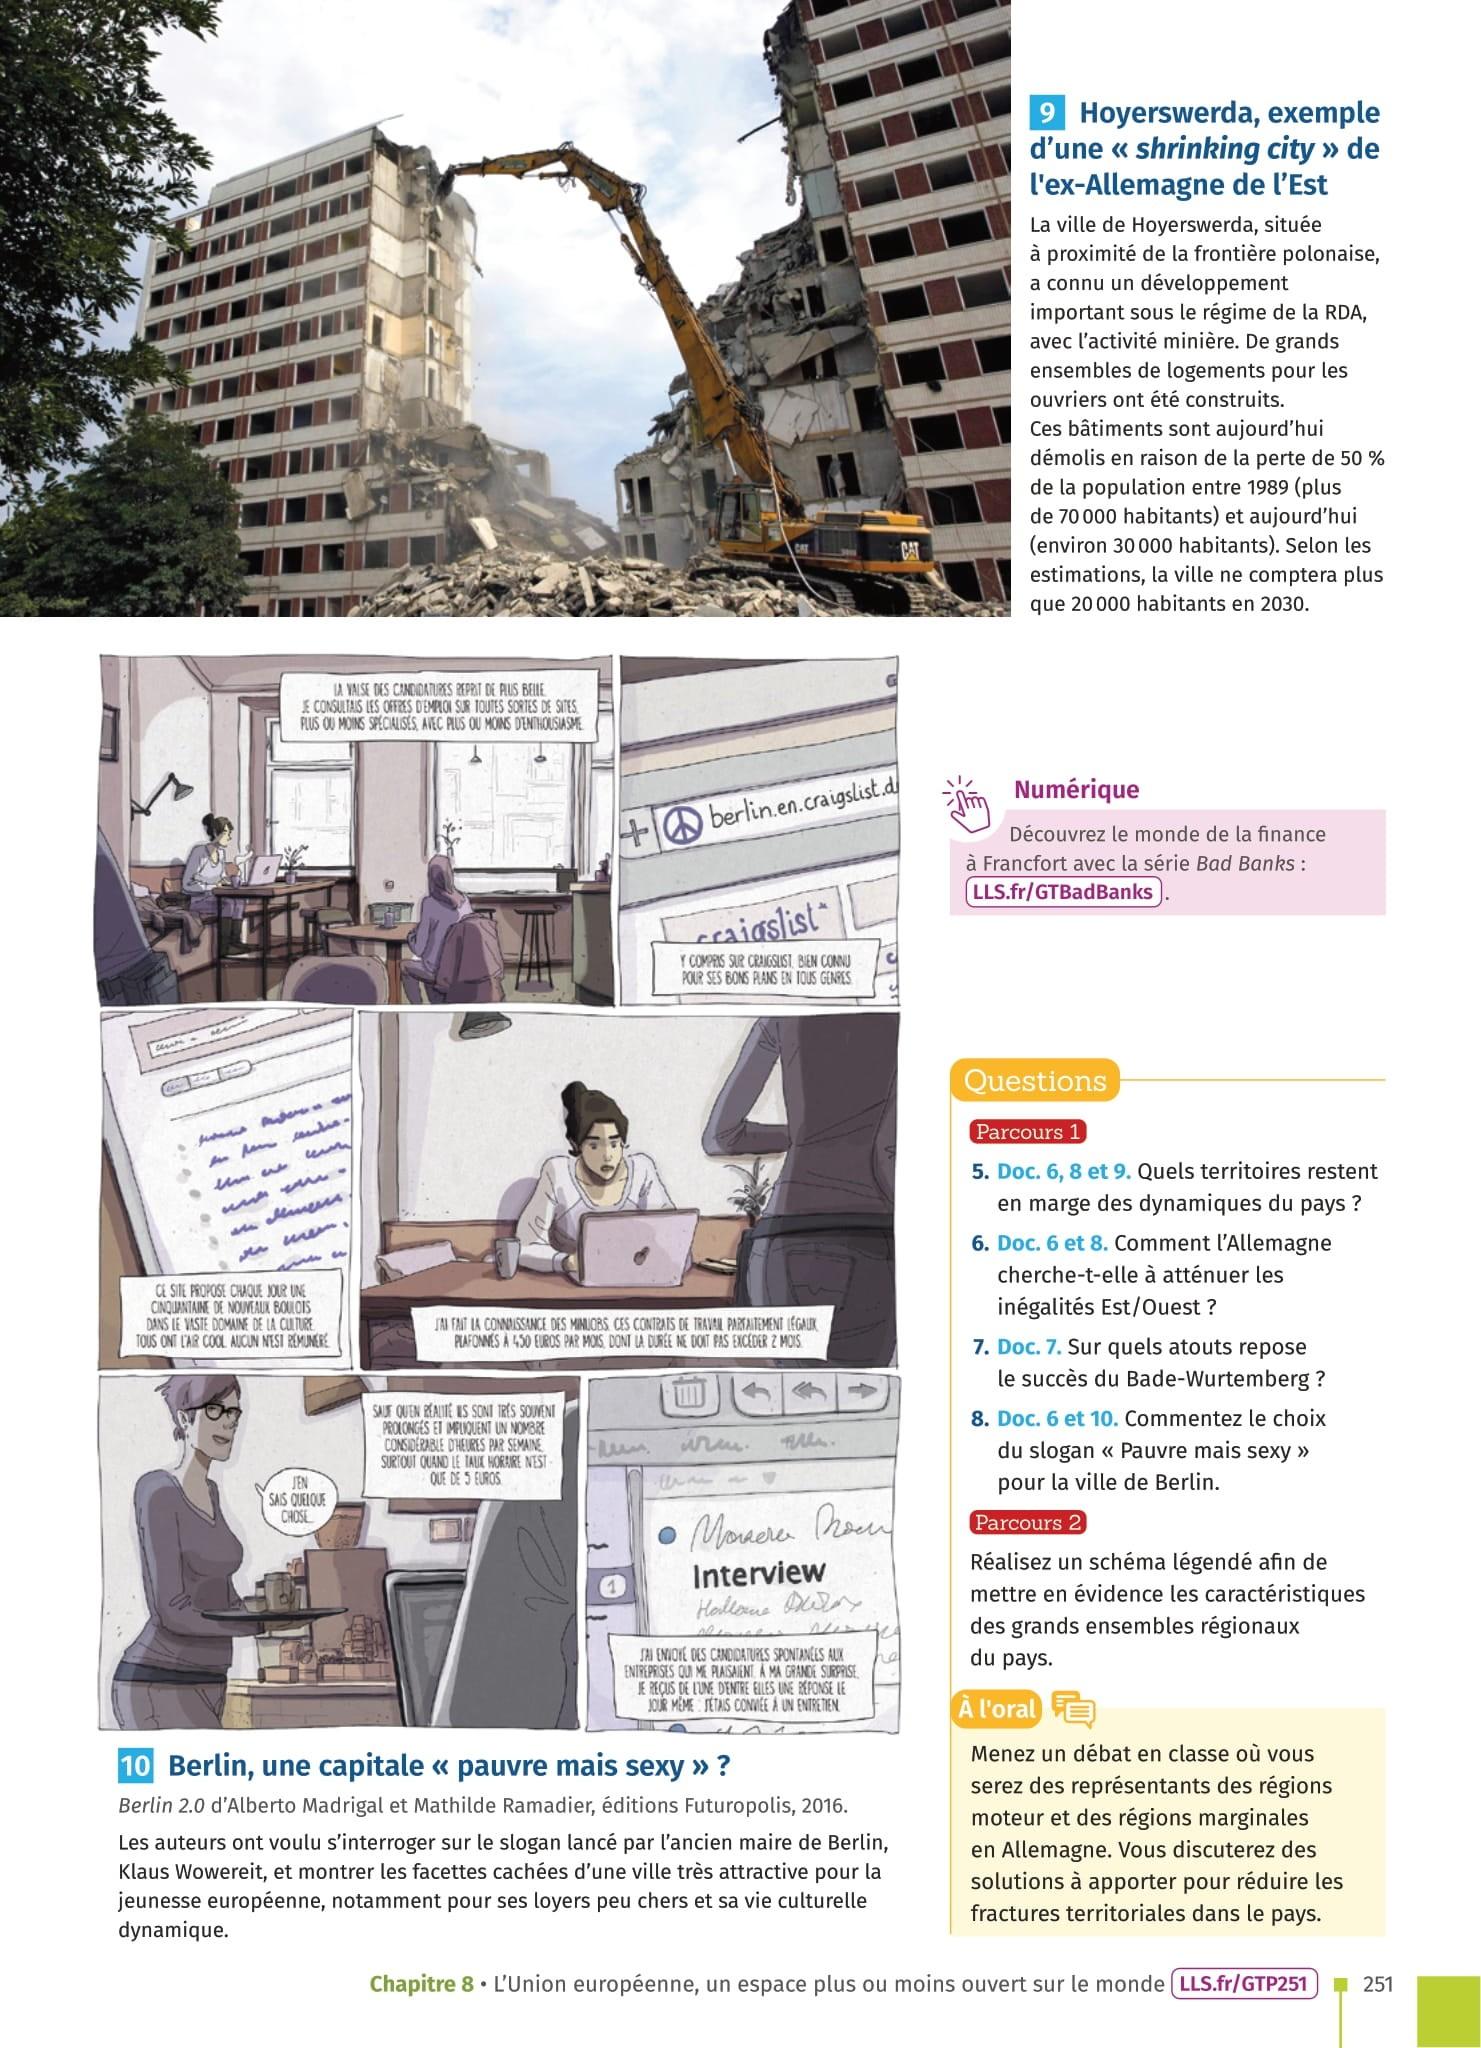 9 Hoyerswerda, exemple
d'une « shrinking city » de
l'ex-Allemagne de l'Est
La ville de Hoyerswerda, située
à proximité de la frontière polonaise,
a connu un développement
important sous le régime de la RDA,
avec l'activité minière. De grands
ensembles de logements pour les
ouvriers ont été construits.
Ces bâtiments sont aujourd'hui
démolis en raison de la perte de 50 %
de la population entre 1989 (plus
de 70 000 habitants) et aujourd'hui
(environ 30 000 habitants). Selon les
estimations, la ville ne comptera plus
que 20 000 habitants en 2030.
CAT
CAT
LA VALSE DES CANDIDATURES REPRIT DE PLUS BELLE.
JE CONSULTAIS LES OFFRES D'EMPLOI SUR TOUTES SORTES DE SITES,
PLUS OU MOINS SPÉCIALISÉS, AVEC PLUS OU MOINS D'ENTHOUSIASME.
berlin.en.craigslist.d
craigslist
Y COMPRIS SUR CRAIGSLIST, BIEN CONNU
POUR SES BONS PLANS EN TOUS GENRES.
CE SITE PROPOSE CHAQUE JOUR UNE
CINQUANTAINE DE NOUVEAUX BOULOTS
DANS LE VASTE DOMAINE DE LA CULTURE.
TOUS ONT L'AIR COOL. AUCUN N'EST RÉMUNÉRÉ.
J'AI FAIT LA CONNAISSANCE DES MINIJOBS. CES CONTRATS DE TRAVAIL PARFAITEMENT LÉGAUX,
PLAFONNÉS À 450 EUROS PAR MOIS, DONT LA DURÉE NE DOIT PAS EXCÉDER 2 MOIS.
SAUF QU'EN RÉALITÉ ILS SONT TRÈS SOUVENT
PROLONGÉS ET IMPLIQUENT UN NOMBRE
CONSIDÉRABLE D'HEURES PAR SEMAINE,
SURTOUT QUAND LE TAUX HORAIRE N'EST
QUE DE 5 EUROS.
J'EN
SAIS QUELQUE
CHOSE...
1
Interview
J'AI ENVOYÉ DES CANDIDATURES SPONTANÉES AUX
ENTREPRISES QUI ME PLAISAIENT. À MA GRANDE SURPRISE,
JE REÇUS DE L'UNE D'ENTRE ELLES UNE RÉPONSE LE
JOUR MÊME : J'ÉTAIS CONVIÉE À UN ENTRETIEN.
10 Berlin, une capitale « pauvre mais sexy » ?
Berlin 2.0 d'Alberto Madrigal et Mathilde Ramadier, éditions Futuropolis, 2016.
Les auteurs ont voulu s'interroger sur le slogan lancé par l'ancien maire de Berlin,
Klaus Wowereit, et montrer les facettes cachées d'une ville très attractive pour la
jeunesse européenne, notamment pour ses loyers peu chers et sa vie culturelle
dynamique.
Numérique
Découvrez le monde de la finance
à Francfort avec la série Bad Banks :
LLS.fr/GTBadBanks.
Questions
Parcours 1
5. Doc. 6, 8 et 9. Quels territoires restent
en marge des dynamiques du pays ?
6. Doc. 6 et 8. Comment l'Allemagne
cherche-t-elle à atténuer les
inégalités Est/Ouest ?
7. Doc. 7. Sur quels atouts repose
le succès du Bade-Wurtemberg ?
8. Doc. 6 et 10. Commentez le choix
du slogan « Pauvre mais sexy »
pour la ville de Berlin.
Parcours 2
Réalisez un schéma légendé afin de
mettre en évidence les caractéristiques
des grands ensembles régionaux
du pays.
À l'oral
Menez un débat en classe où vous
serez des représentants des régions
moteur et des régions marginales
en Allemagne. Vous discuterez des
solutions à apporter pour réduire les
fractures territoriales dans le pays.
Chapitre 8 • L'Union européenne, un espace plus ou moins ouvert sur le monde LLS.fr/GTP251 251